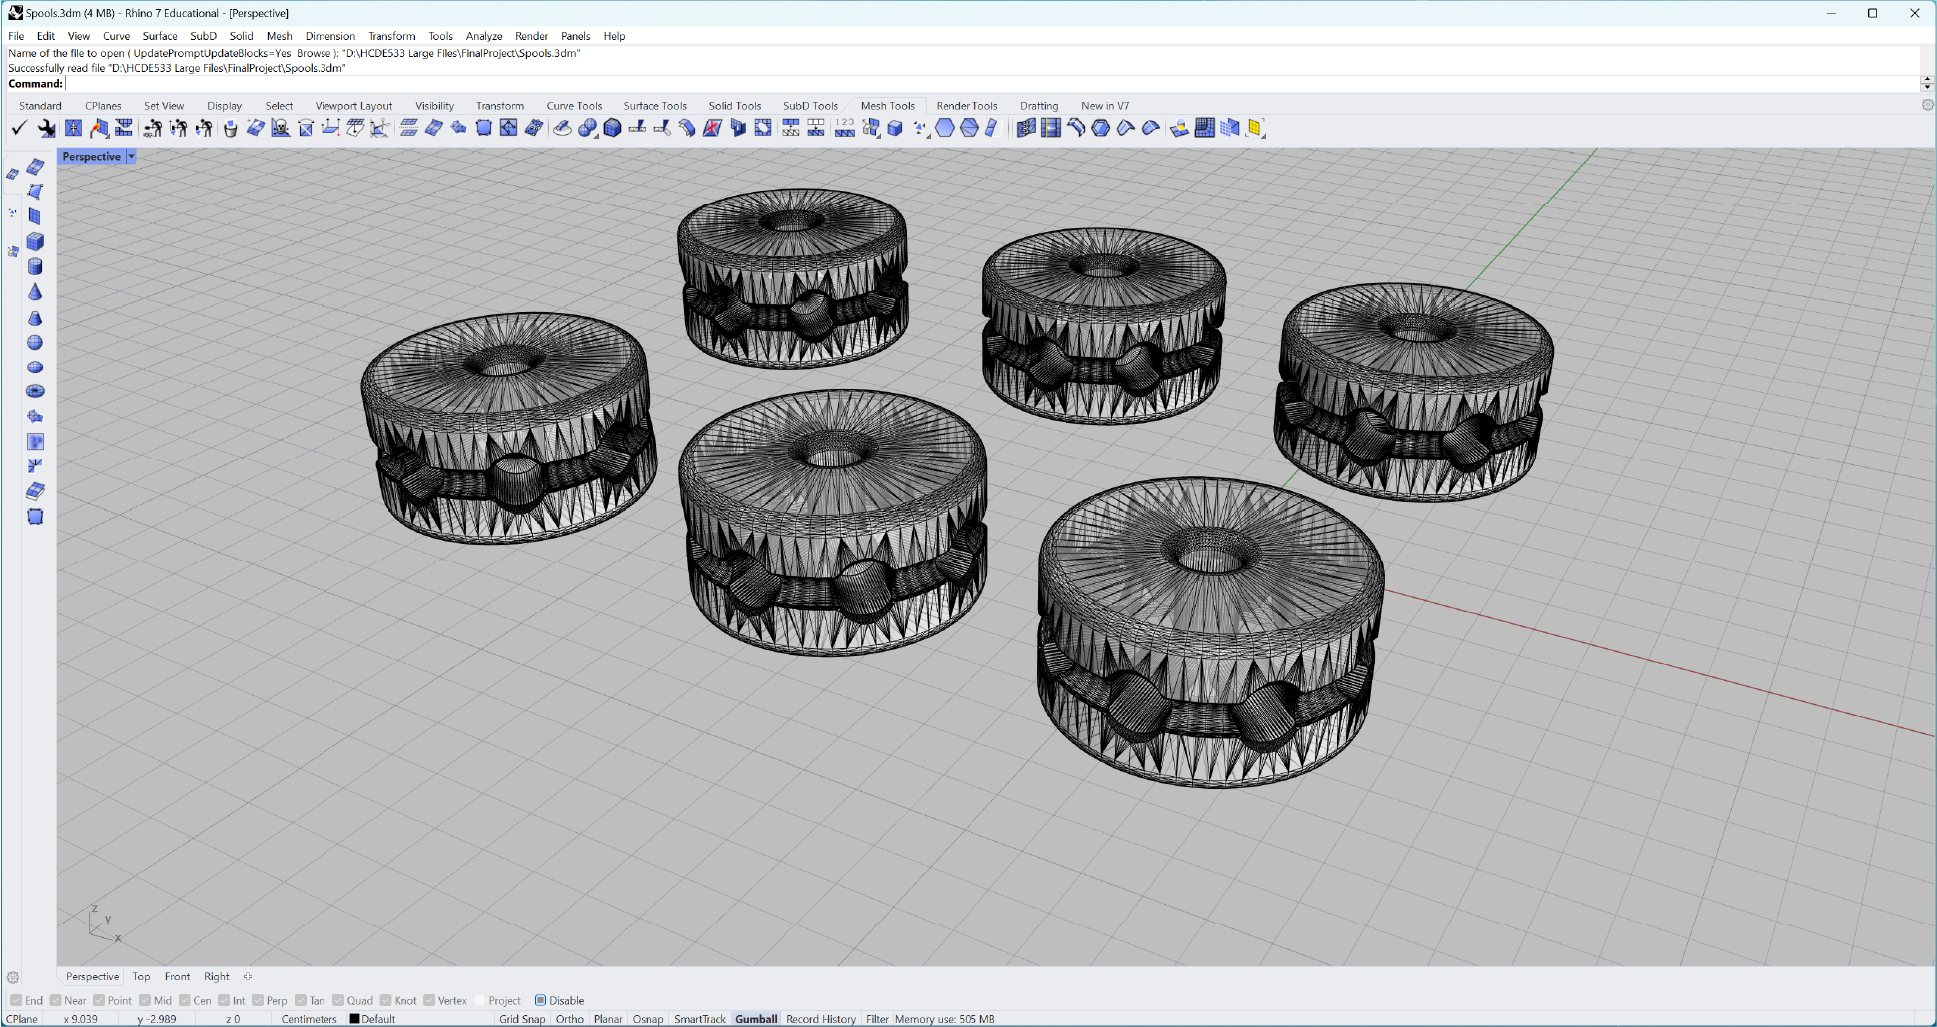 Spools.3dm (4 MB) - Rhino 7 Educational - [Perspective]
File Edit View Curve Surface SubD Solid Mesh Dimension Transform Tools Analyze Render Panels Help
Name of the file to open ( UpdatePromptUpdateBlocks=Yes Browse ): "D:\HCDE533 Large Files\FinalProject\Spools.3dm"
Successfully read file "D:\HCDE533 Large Files\FinalProject\Spools.3dm"
Command:
Standard CPlanes Set View Display Select Viewport Layout Visibility Transform Curve Tools Surface Tools Solid Tools SubD Tools Mesh Tools Render Tools Drafting New in V7
1 2 3
Perspective
z
y
x
Perspective Top Front Right
End Near Point Mid Cen Int Perp Tan Quad Knot Vertex Project Disable
CPlane x 9.039 y -2.989 z 0 Centimeters Default Grid Snap Ortho Planar Osnap SmartTrack Gumball Record History Filter Memory use: 505 MB